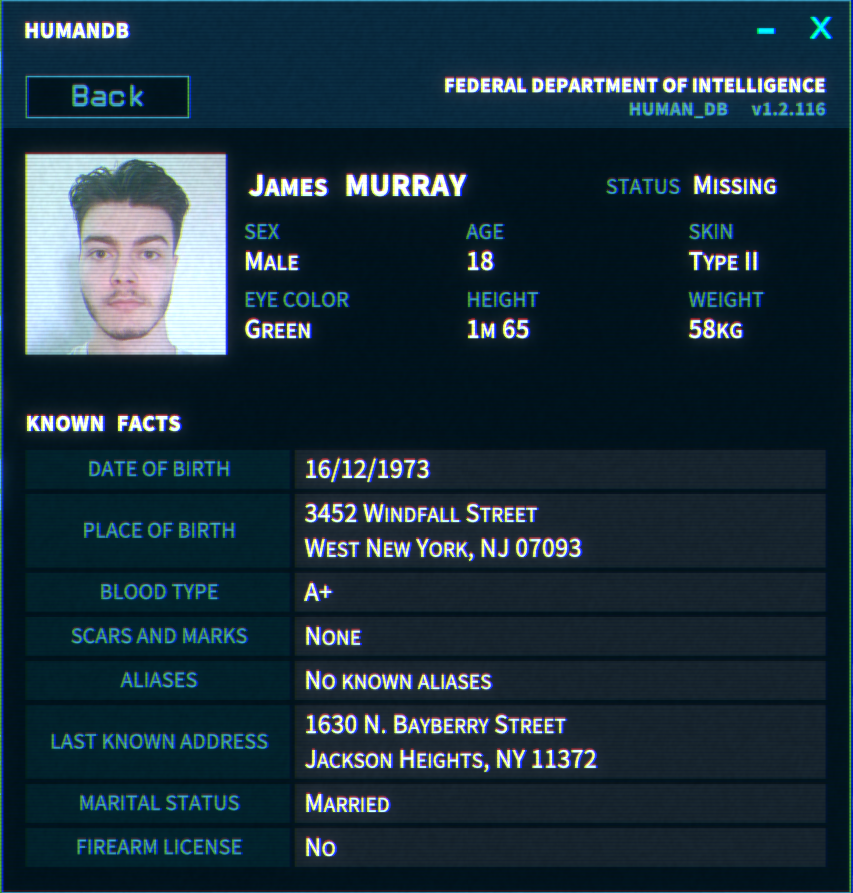 HUMANDB
– X
Back
FEDERAL DEPARTMENT OF INTELLIGENCE
HUMAN_DB v1.2.116
JAMES MURRAY
STATUS MISSING
SEX AGE SKIN
MALE 18 TYPE II
EYE COLOR HEIGHT WEIGHT
GREEN 1M 65 58KG
KNOWN FACTS
DATE OF BIRTH 16/12/1973
PLACE OF BIRTH 3452 WINDFALL STREET
WEST NEW YORK, NJ 07093
BLOOD TYPE A+
SCARS AND MARKS NONE
ALIASES NO KNOWN ALIASES
LAST KNOWN ADDRESS 1630 N. BAYBERRY STREET
JACKSON HEIGHTS, NY 11372
MARITAL STATUS MARRIED
FIREARM LICENSE NO